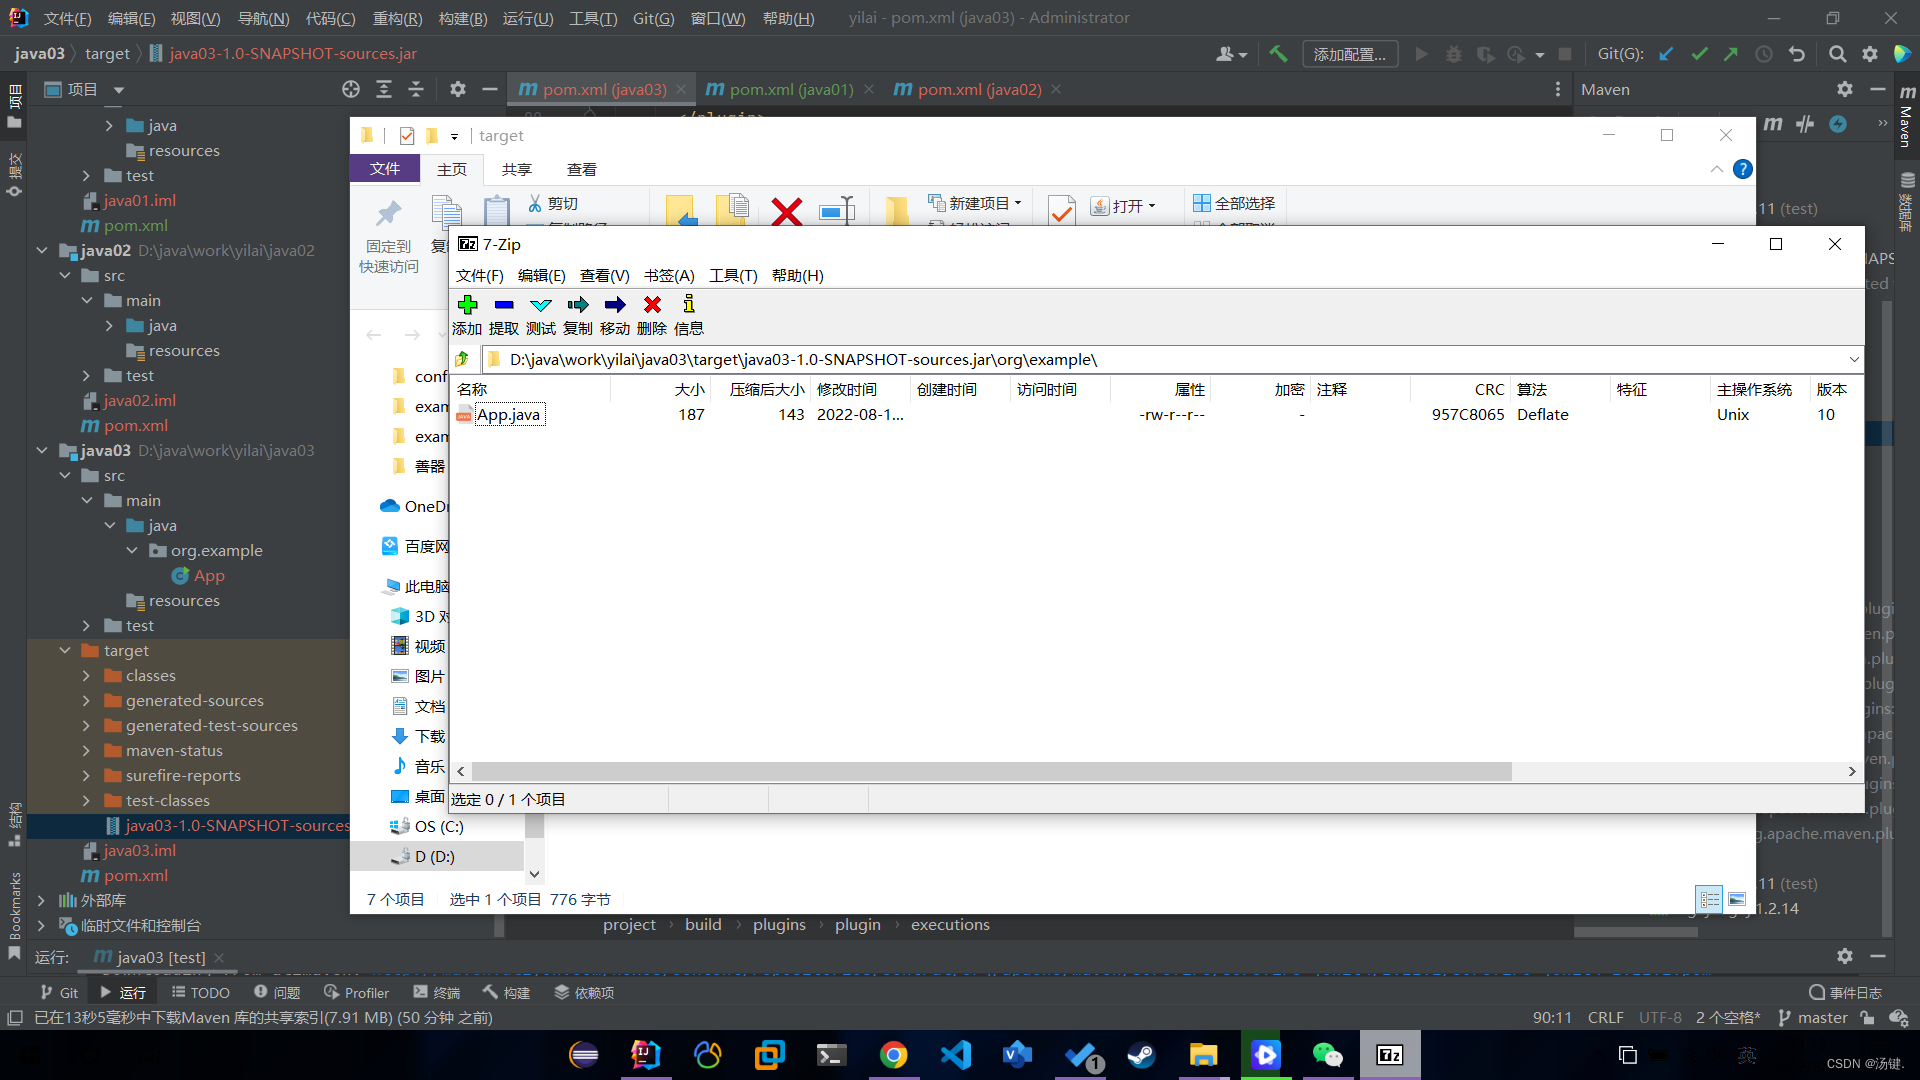 文件(F) 编辑(E) 视图(V) 导航(N) 代码(C) 重构(R) 构建(B) 运行(U) 工具(T) Git(G) 窗口(W) 帮助(H) yilai - pom.xml (java03) - Administrator
java03 target java03-1.0-SNAPSHOT-sources.jar 添加配置... Git(G):
项目 pom.xml (java03) pom.xml (java01) pom.xml (java02) Maven
项目
提交
结构
Bookmarks
java
resources
test
java01.iml
pom.xml
java02 D:\java\work\yilai\java02
src
main
java
resources
test
java02.iml
pom.xml
java03 D:\java\work\yilai\java03
src
main
java
org.example
App
resources
test
target
classes
generated-sources
generated-test-sources
maven-status
surefire-reports
test-classes
java03-1.0-SNAPSHOT-sources
java03.iml
pom.xml
外部库
临时文件和控制台
target
文件 主页 共享 查看
剪切 新建项目 打开 全部选择
固定到
快速访问
conf
exam
exam
善器
OneDr
百度网
此电脑
3D 对
视频
图片
文档
下载
音乐
桌面
OS (C:)
D (D:)
7 个项目 选中 1 个项目 776 字节
7-Zip
文件(F) 编辑(E) 查看(V) 书签(A) 工具(T) 帮助(H)
添加 提取 测试 复制 移动 删除 信息
D:\java\work\yilai\java03\target\java03-1.0-SNAPSHOT-sources.jar\org\example\
名称 大小 压缩后大小 修改时间 创建时间 访问时间 属性 加密 注释 CRC 算法 特征 主操作系统 版本
App.java 187 143 2022-08-1... -rw-r--r-- - 957C8065 Deflate Unix 10
选定 0 / 1 个项目
Maven
数据库
.11 (test)
.11 (test)
1.2.14
project build plugins plugin executions
运行: java03 [test]
Git 运行 TODO 问题 Profiler 终端 构建 依赖项 事件日志
已在13秒5毫秒中下载Maven 库的共享索引(7.91 MB) (50 分钟 之前) 90:11 CRLF UTF-8 2 个空格* master
英
CSDN @汤键.